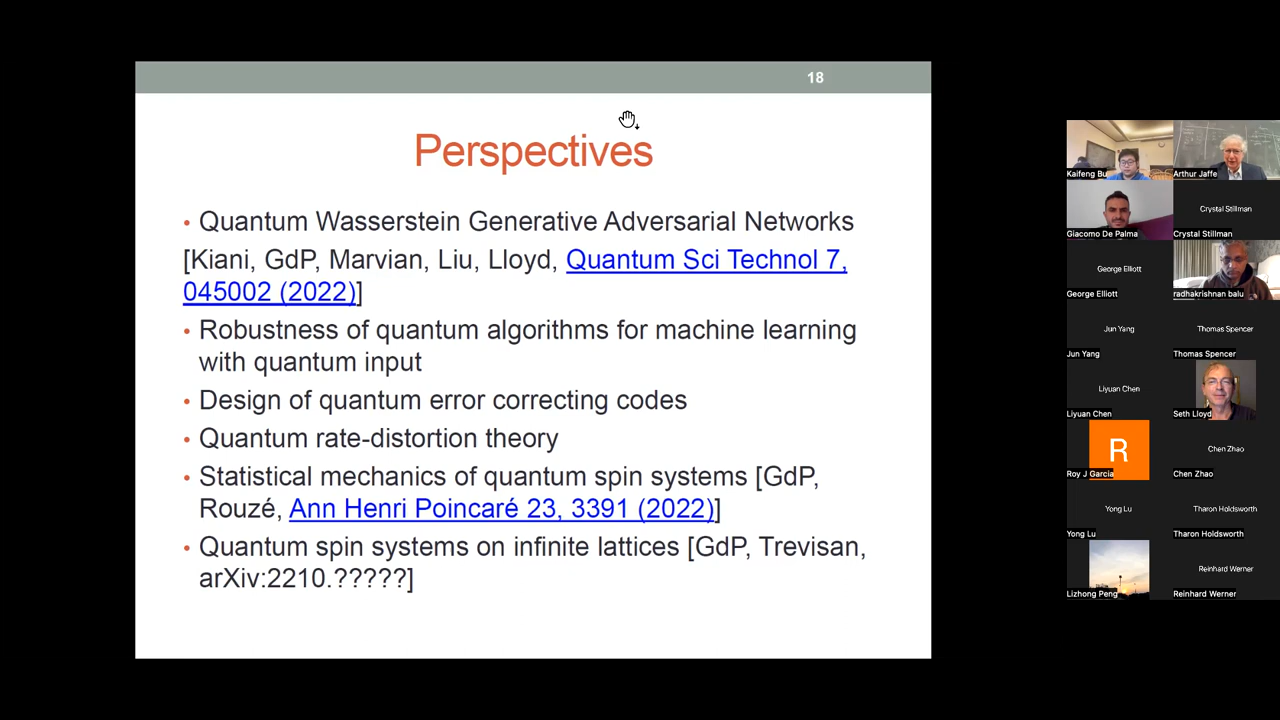 18
Perspectives
• Quantum Wasserstein Generative Adversarial Networks
[Kiani, GdP, Marvian, Liu, Lloyd, Quantum Sci Technol 7,
045002 (2022)]
• Robustness of quantum algorithms for machine learning
with quantum input
• Design of quantum error correcting codes
• Quantum rate-distortion theory
• Statistical mechanics of quantum spin systems [GdP,
Rouzé, Ann Henri Poincaré 23, 3391 (2022)]
• Quantum spin systems on infinite lattices [GdP, Trevisan,
arXiv:2210.?????]
Kaifeng Bu
Arthur Jaffe
Giacomo De Palma
Crystal Stillman
Crystal Stillman
George Elliott
George Elliott
radhakrishnan balu
Jun Yang
Jun Yang
Thomas Spencer
Thomas Spencer
Liyuan Chen
Liyuan Chen
Seth Lloyd
R
Roy J Garcia
Chen Zhao
Chen Zhao
Yong Lu
Yong Lu
Tharon Holdsworth
Tharon Holdsworth
Lizhong Peng
Reinhard Werner
Reinhard Werner